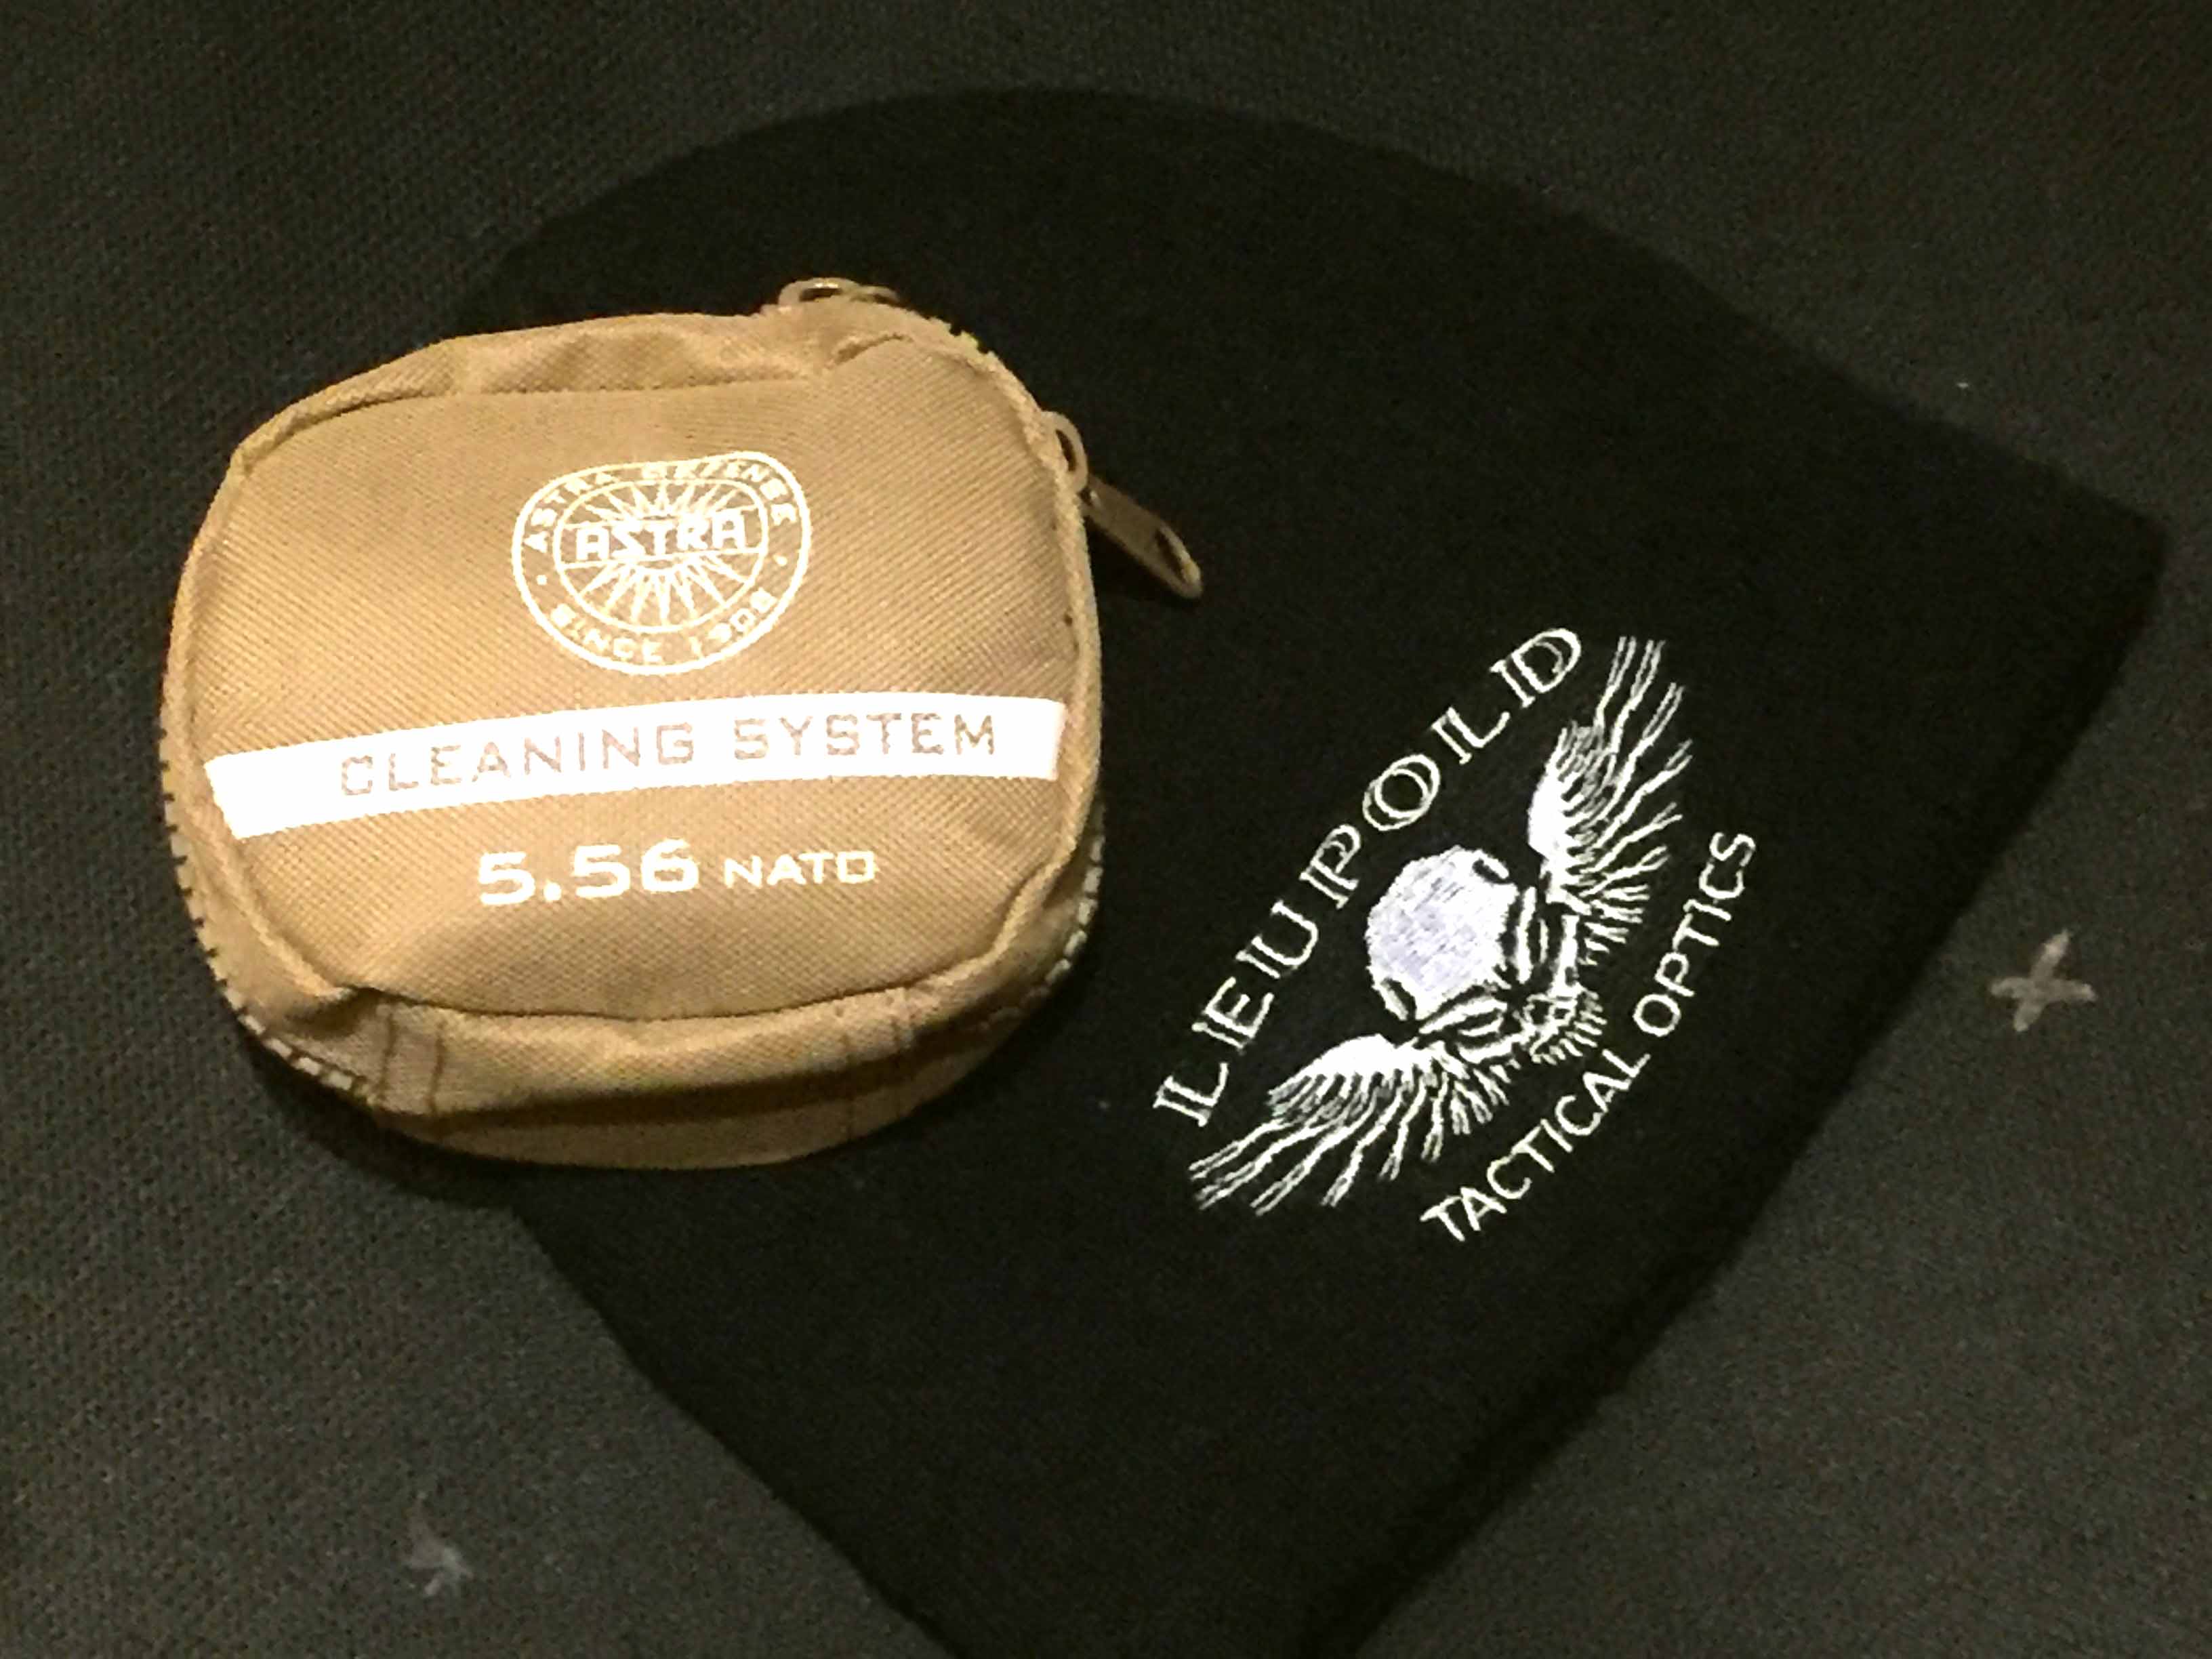 ASTRA DEFENSE
ASTRA
SINCE 1908
CLEANING SYSTEM
5.56 NATO
LEUPOLD
TACTICAL OPTICS